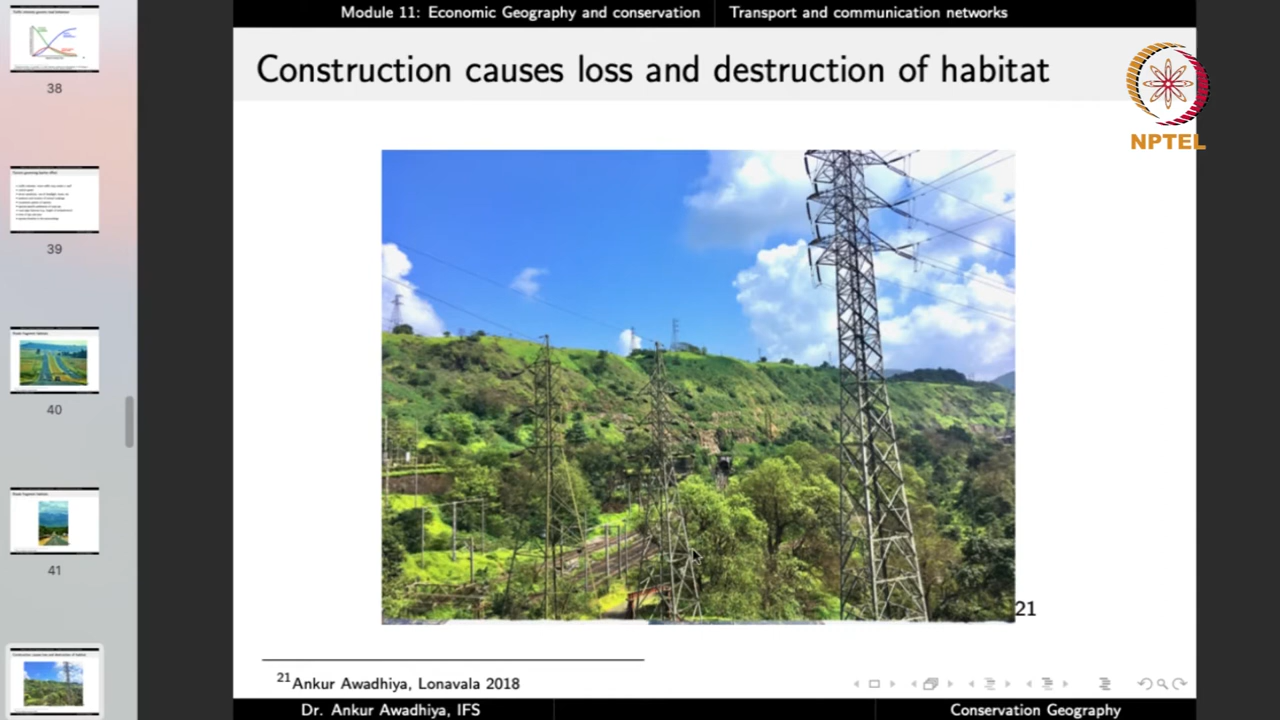 Module 11: Economic Geography and conservation
Transport and communication networks
Construction causes loss and destruction of habitat
NPTEL
38
39
40
41
21
21Ankur Awadhiya, Lonavala 2018
Dr. Ankur Awadhiya, IFS
Conservation Geography